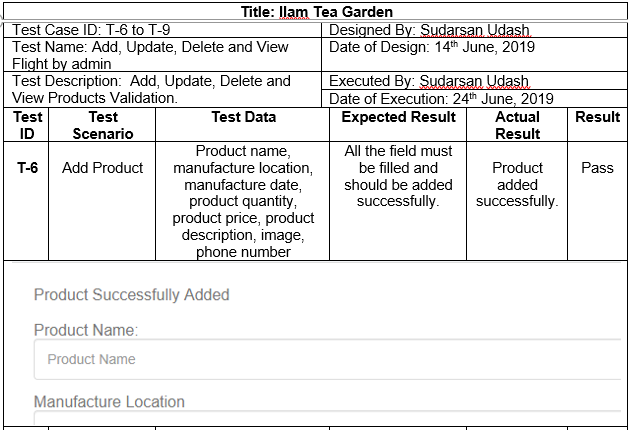 Title: Ilam Tea Garden
Test Case ID: T-6 to T-9
Designed By: Sudarsan Udash
Test Name: Add, Update, Delete and View
Flight by admin
Date of Design: 14th June, 2019
Test Description:  Add, Update, Delete and
View Products Validation.
Executed By: Sudarsan Udash
Date of Execution: 24th June, 2019
Test
ID
Test
Scenario
Test Data
Expected Result
Actual
Result
Result
T-6
Add Product
Product name,
manufacture location,
manufacture date,
product quantity,
product price, product
description, image,
phone number
All the field must
be filled and
should be added
successfully.
Product
added
successfully.
Pass
Product Successfully Added
Product Name:
Product Name
Manufacture Location